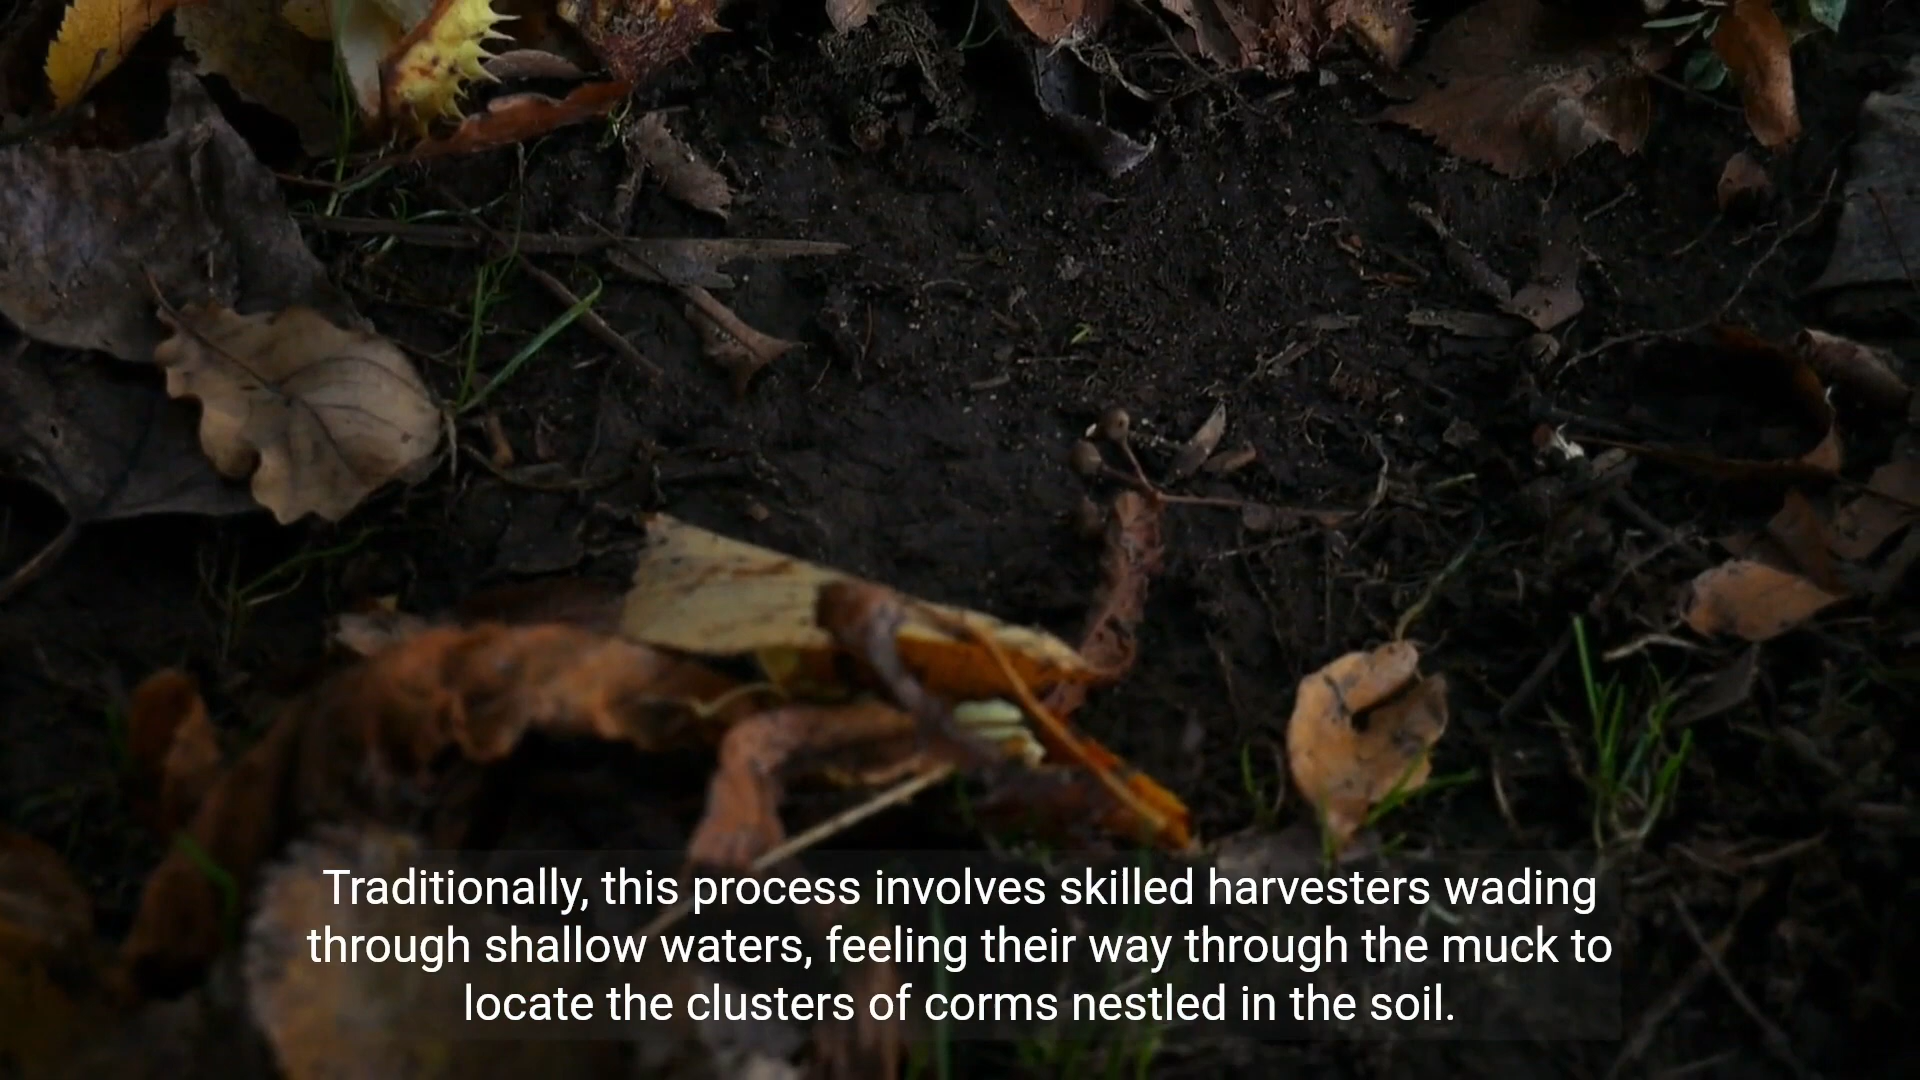 Traditionally, this process involves skilled harvesters wading
through shallow waters, feeling their way through the muck to
locate the clusters of corms nestled in the soil.